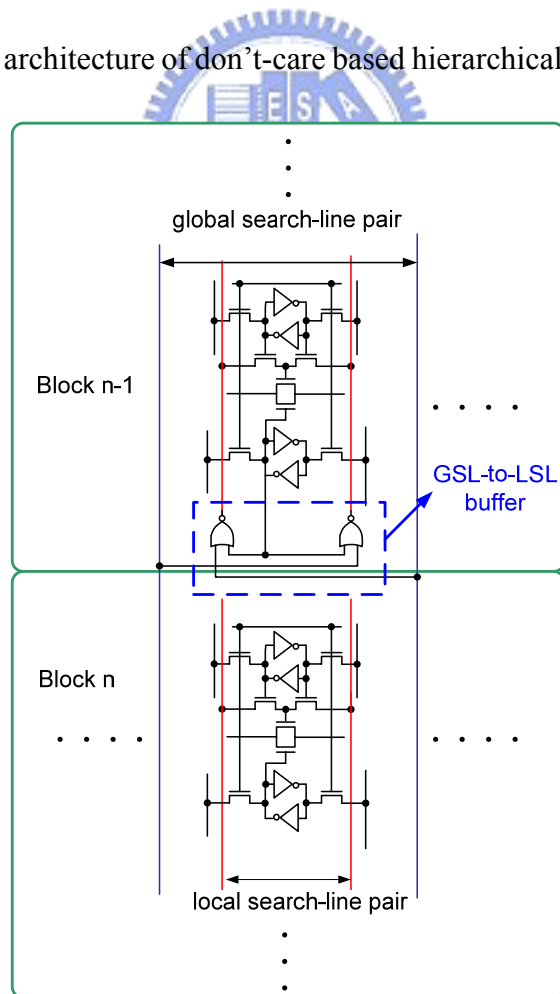 architecture of don't-care based hierarchical
E S A
global search-line pair
Block n-1
GSL-to-LSL
buffer
Block n
local search-line pair